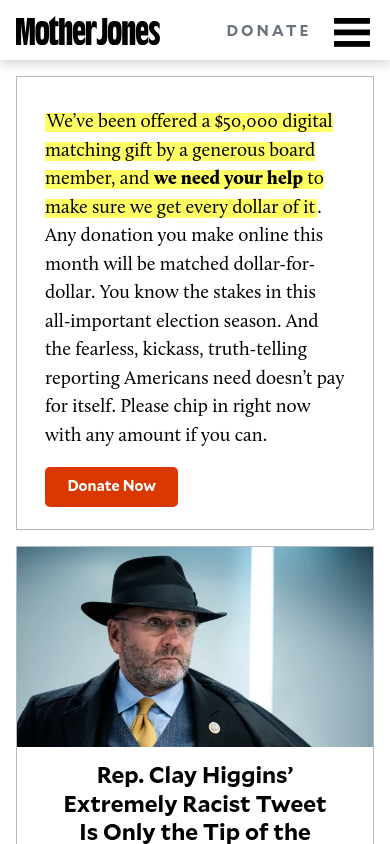 Mother Jones
DONATE
We’ve been offered a $50,000 digital
matching gift by a generous board
member, and we need your help to
make sure we get every dollar of it.
Any donation you make online this
month will be matched dollar-for-
dollar. You know the stakes in this
all-important election season. And
the fearless, kickass, truth-telling
reporting Americans need doesn’t pay
for itself. Please chip in right now
with any amount if you can.
Donate Now
Rep. Clay Higgins’
Extremely Racist Tweet
Is Only the Tip of the